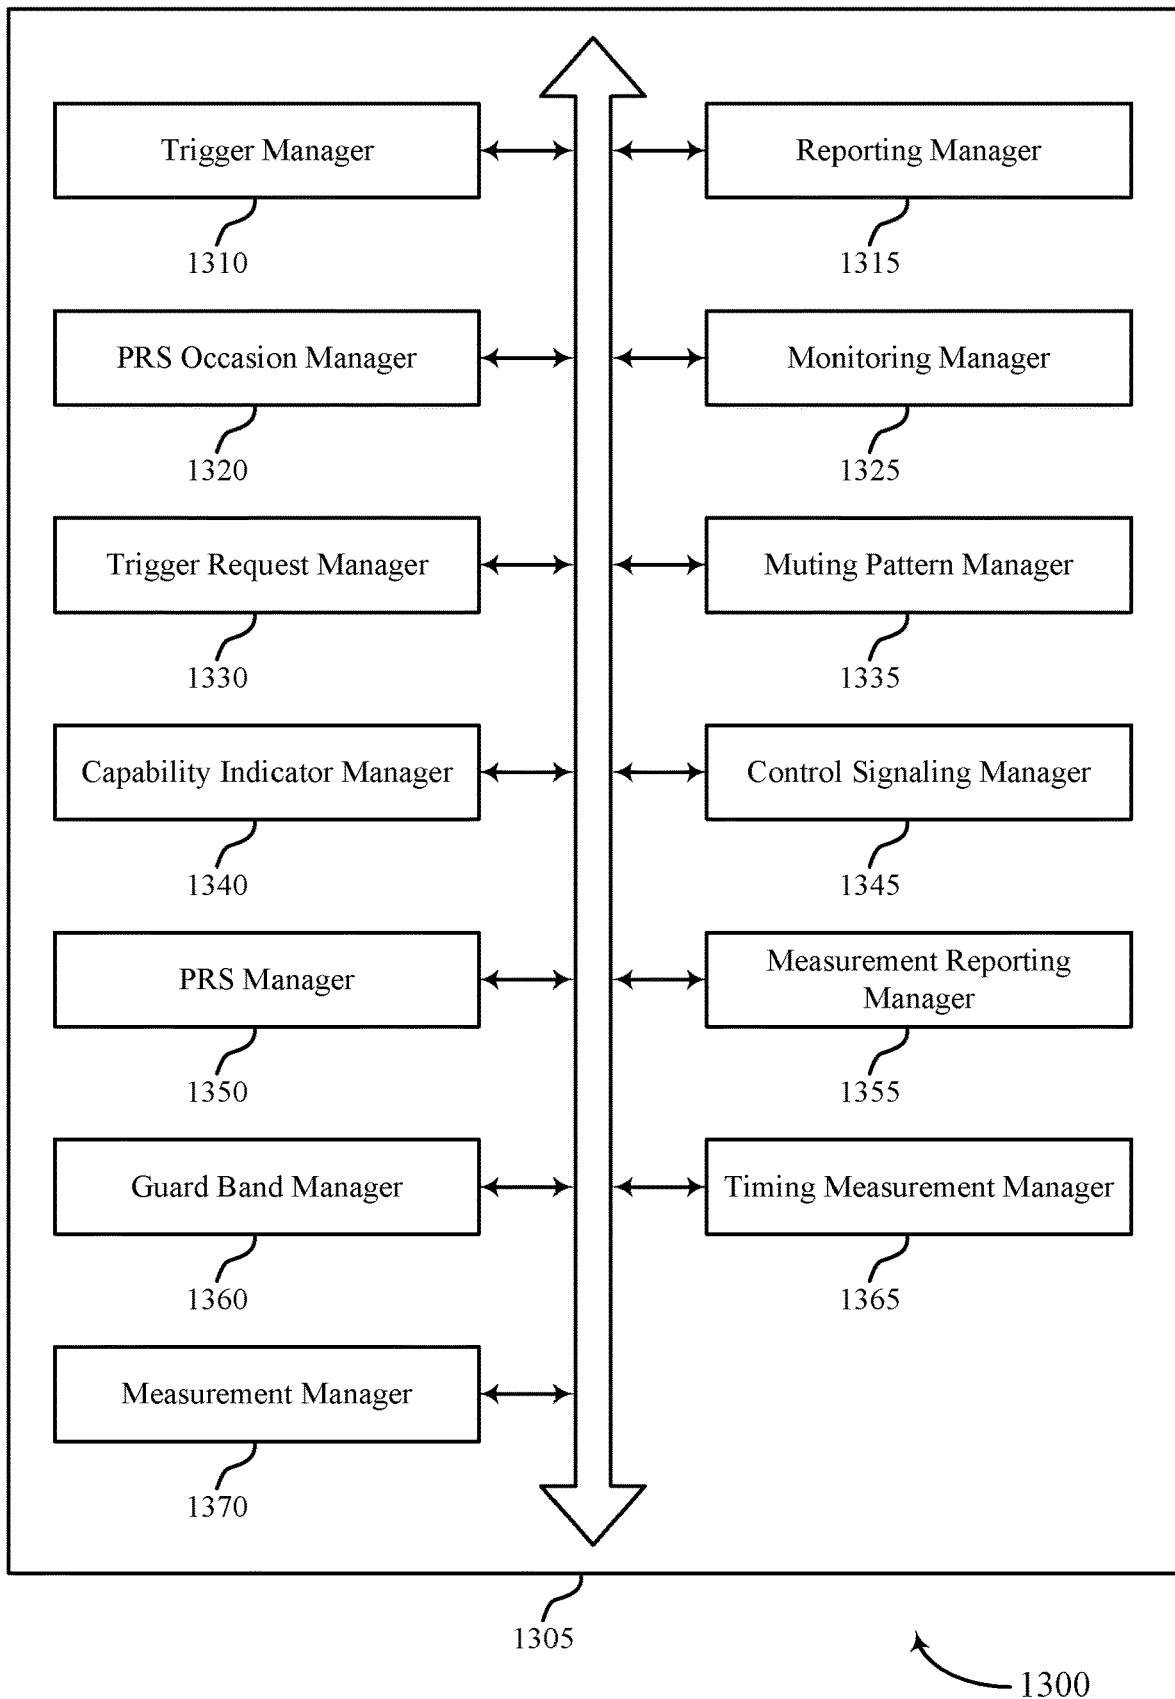 Trigger Manager
Reporting Manager
1310
1315
PRS Occasion Manager
Monitoring Manager
1320
1325
Trigger Request Manager
Muting Pattern Manager
1330
1335
Capability Indicator Manager
Control Signaling Manager
1340
1345
PRS Manager
Measurement Reporting
Manager
1350
1355
Guard Band Manager
Timing Measurement Manager
1360
1365
Measurement Manager
1370
1305
1300